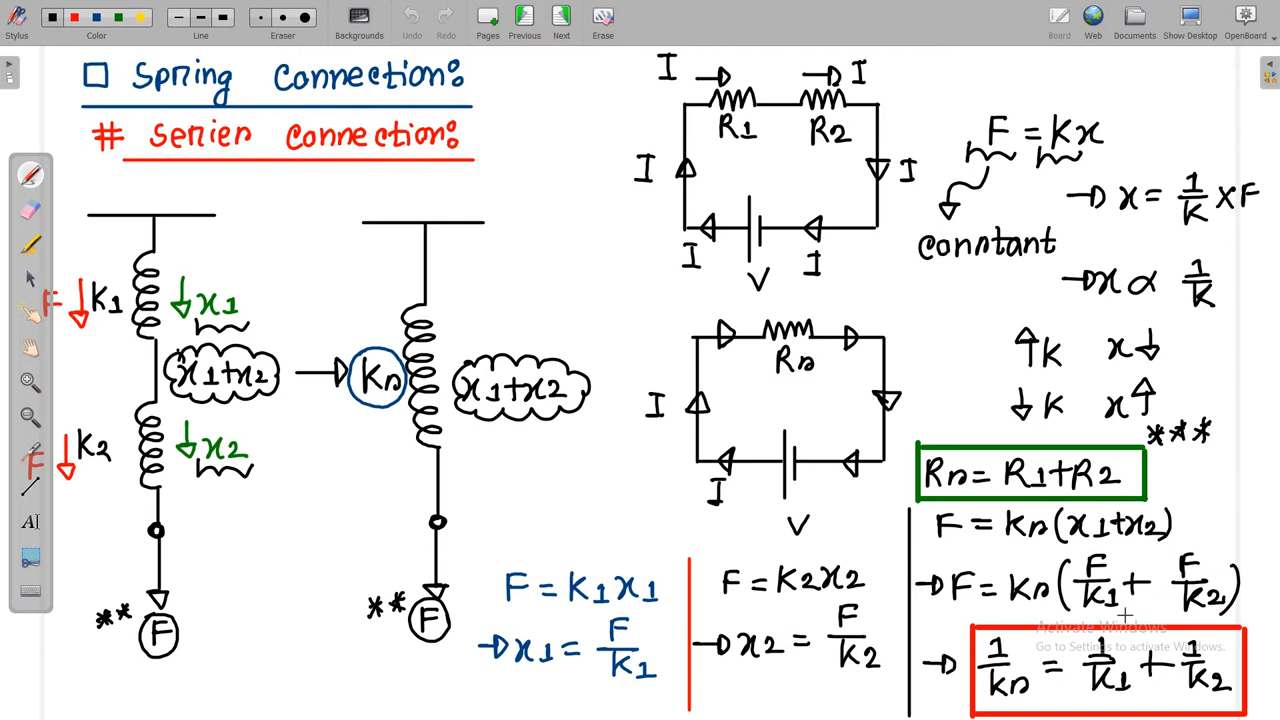 Stylus
Color
Line
Eraser
Backgrounds
Undo
Redo
Pages
Previous
Next
Erase
Board
Web
Documents
Show Desktop
OpenBoard
□ Spring Connection:
# Series Connection:
F
K1
x1
x1+x2
K2
x2
F
F
Ks
x1+x2
F
**
**
I
I
R1
R2
I
I
I
I
V
Rs
I
I
V
F = Kx
constant
→ x = 1/K × F
→ x ∝ 1/K
↑K x↓
↓K x↑
***
Rs = R1+R2
F = K1x1
→ x1 = F/K1
F = K2x2
→ x2 = F/K2
F = Ks(x1+x2)
→ F = Ks(F/K1 + F/K2)
→ 1/Ks = 1/K1 + 1/K2
Activate Windows
Go to Settings to activate Windows.
AI